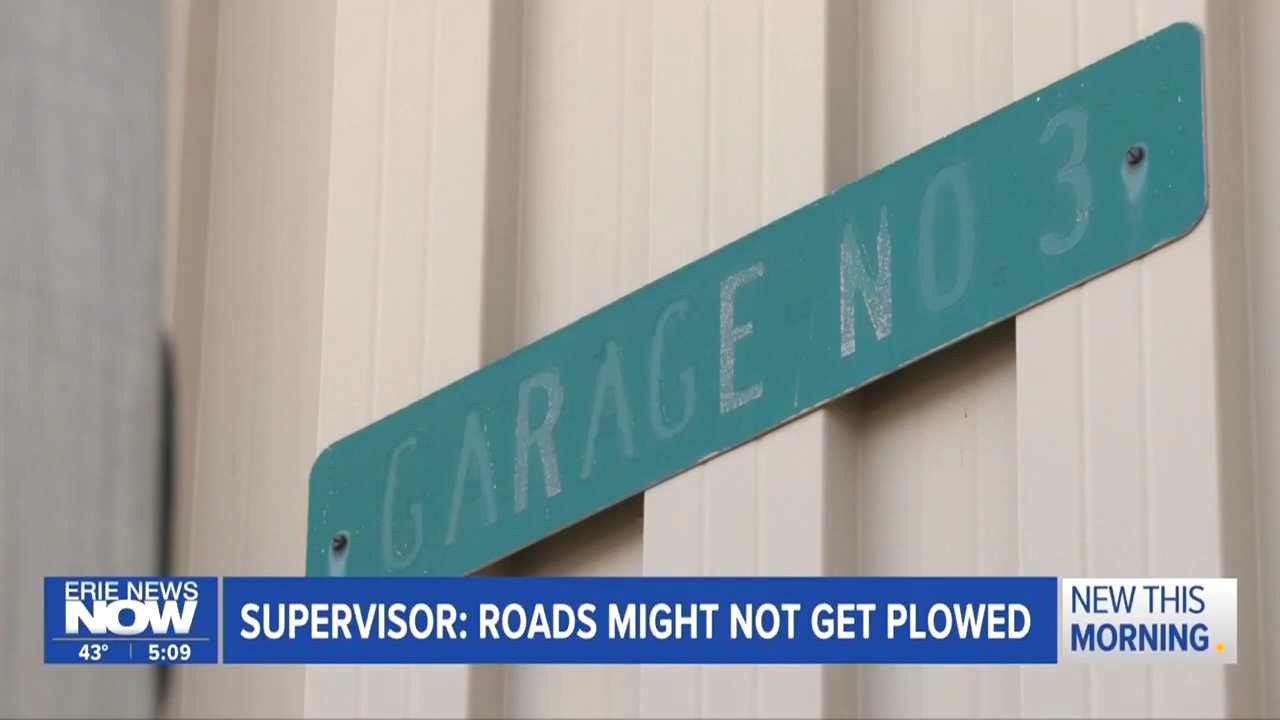 GARAGE NO 3
ERIE NEWS
NOW
43° 5:09
SUPERVISOR: ROADS MIGHT NOT GET PLOWED
NEW THIS
MORNING